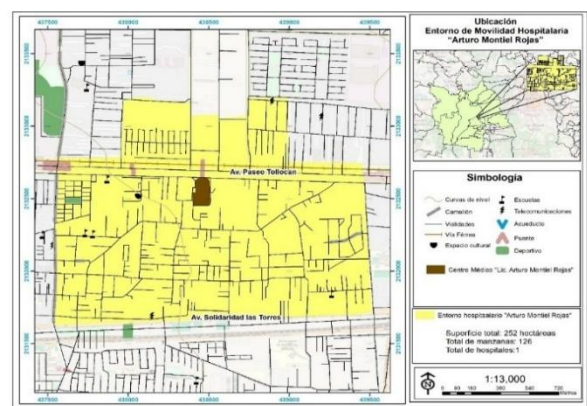 Ubicación
Entorno de Movilidad Hospitalaria
"Arturo Montiel Rojas"
Av. Paseo Tollocan
Av. Solidaridad las Torres
Simbología
Curvas de nivel
Camellón
Vialidades
Vía Férrea
Espacio cultural
Escuelas
Telecomunicaciones
Acueducto
Puente
Deportivo
Centro Médico "Lic. Arturo Montiel Rojas"
Entorno hospitalario "Arturo Montiel Rojas"
Superficie total: 252 hectáreas
Total de manzanas: 126
Total de hospitales:1
N
1:13,000